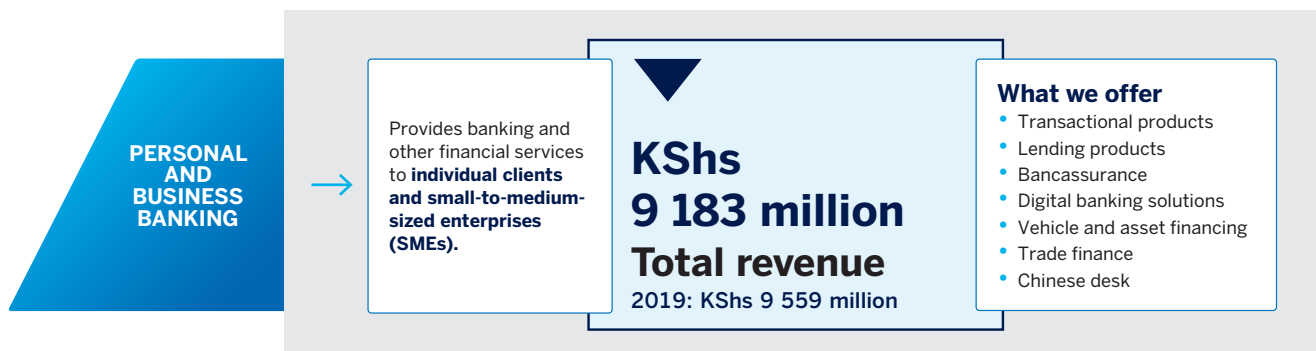 PERSONAL
AND
BUSINESS
BANKING
Provides banking and
other financial services
to individual clients
and small-to-medium-
sized enterprises
(SMEs).
KShs
9 183 million
Total revenue
2019: KShs 9 559 million
What we offer
• Transactional products
• Lending products
• Bancassurance
• Digital banking solutions
• Vehicle and asset financing
• Trade finance
• Chinese desk